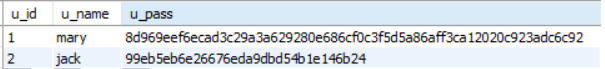 u_id u_name u_pass
1 mary 8d969eef6ecad3c29a3a629280e686cf0c3f5d5a86aff3ca12020c923adc6c92
2 jack 99eb5eb6e26676eda9dbd54b1e146b24